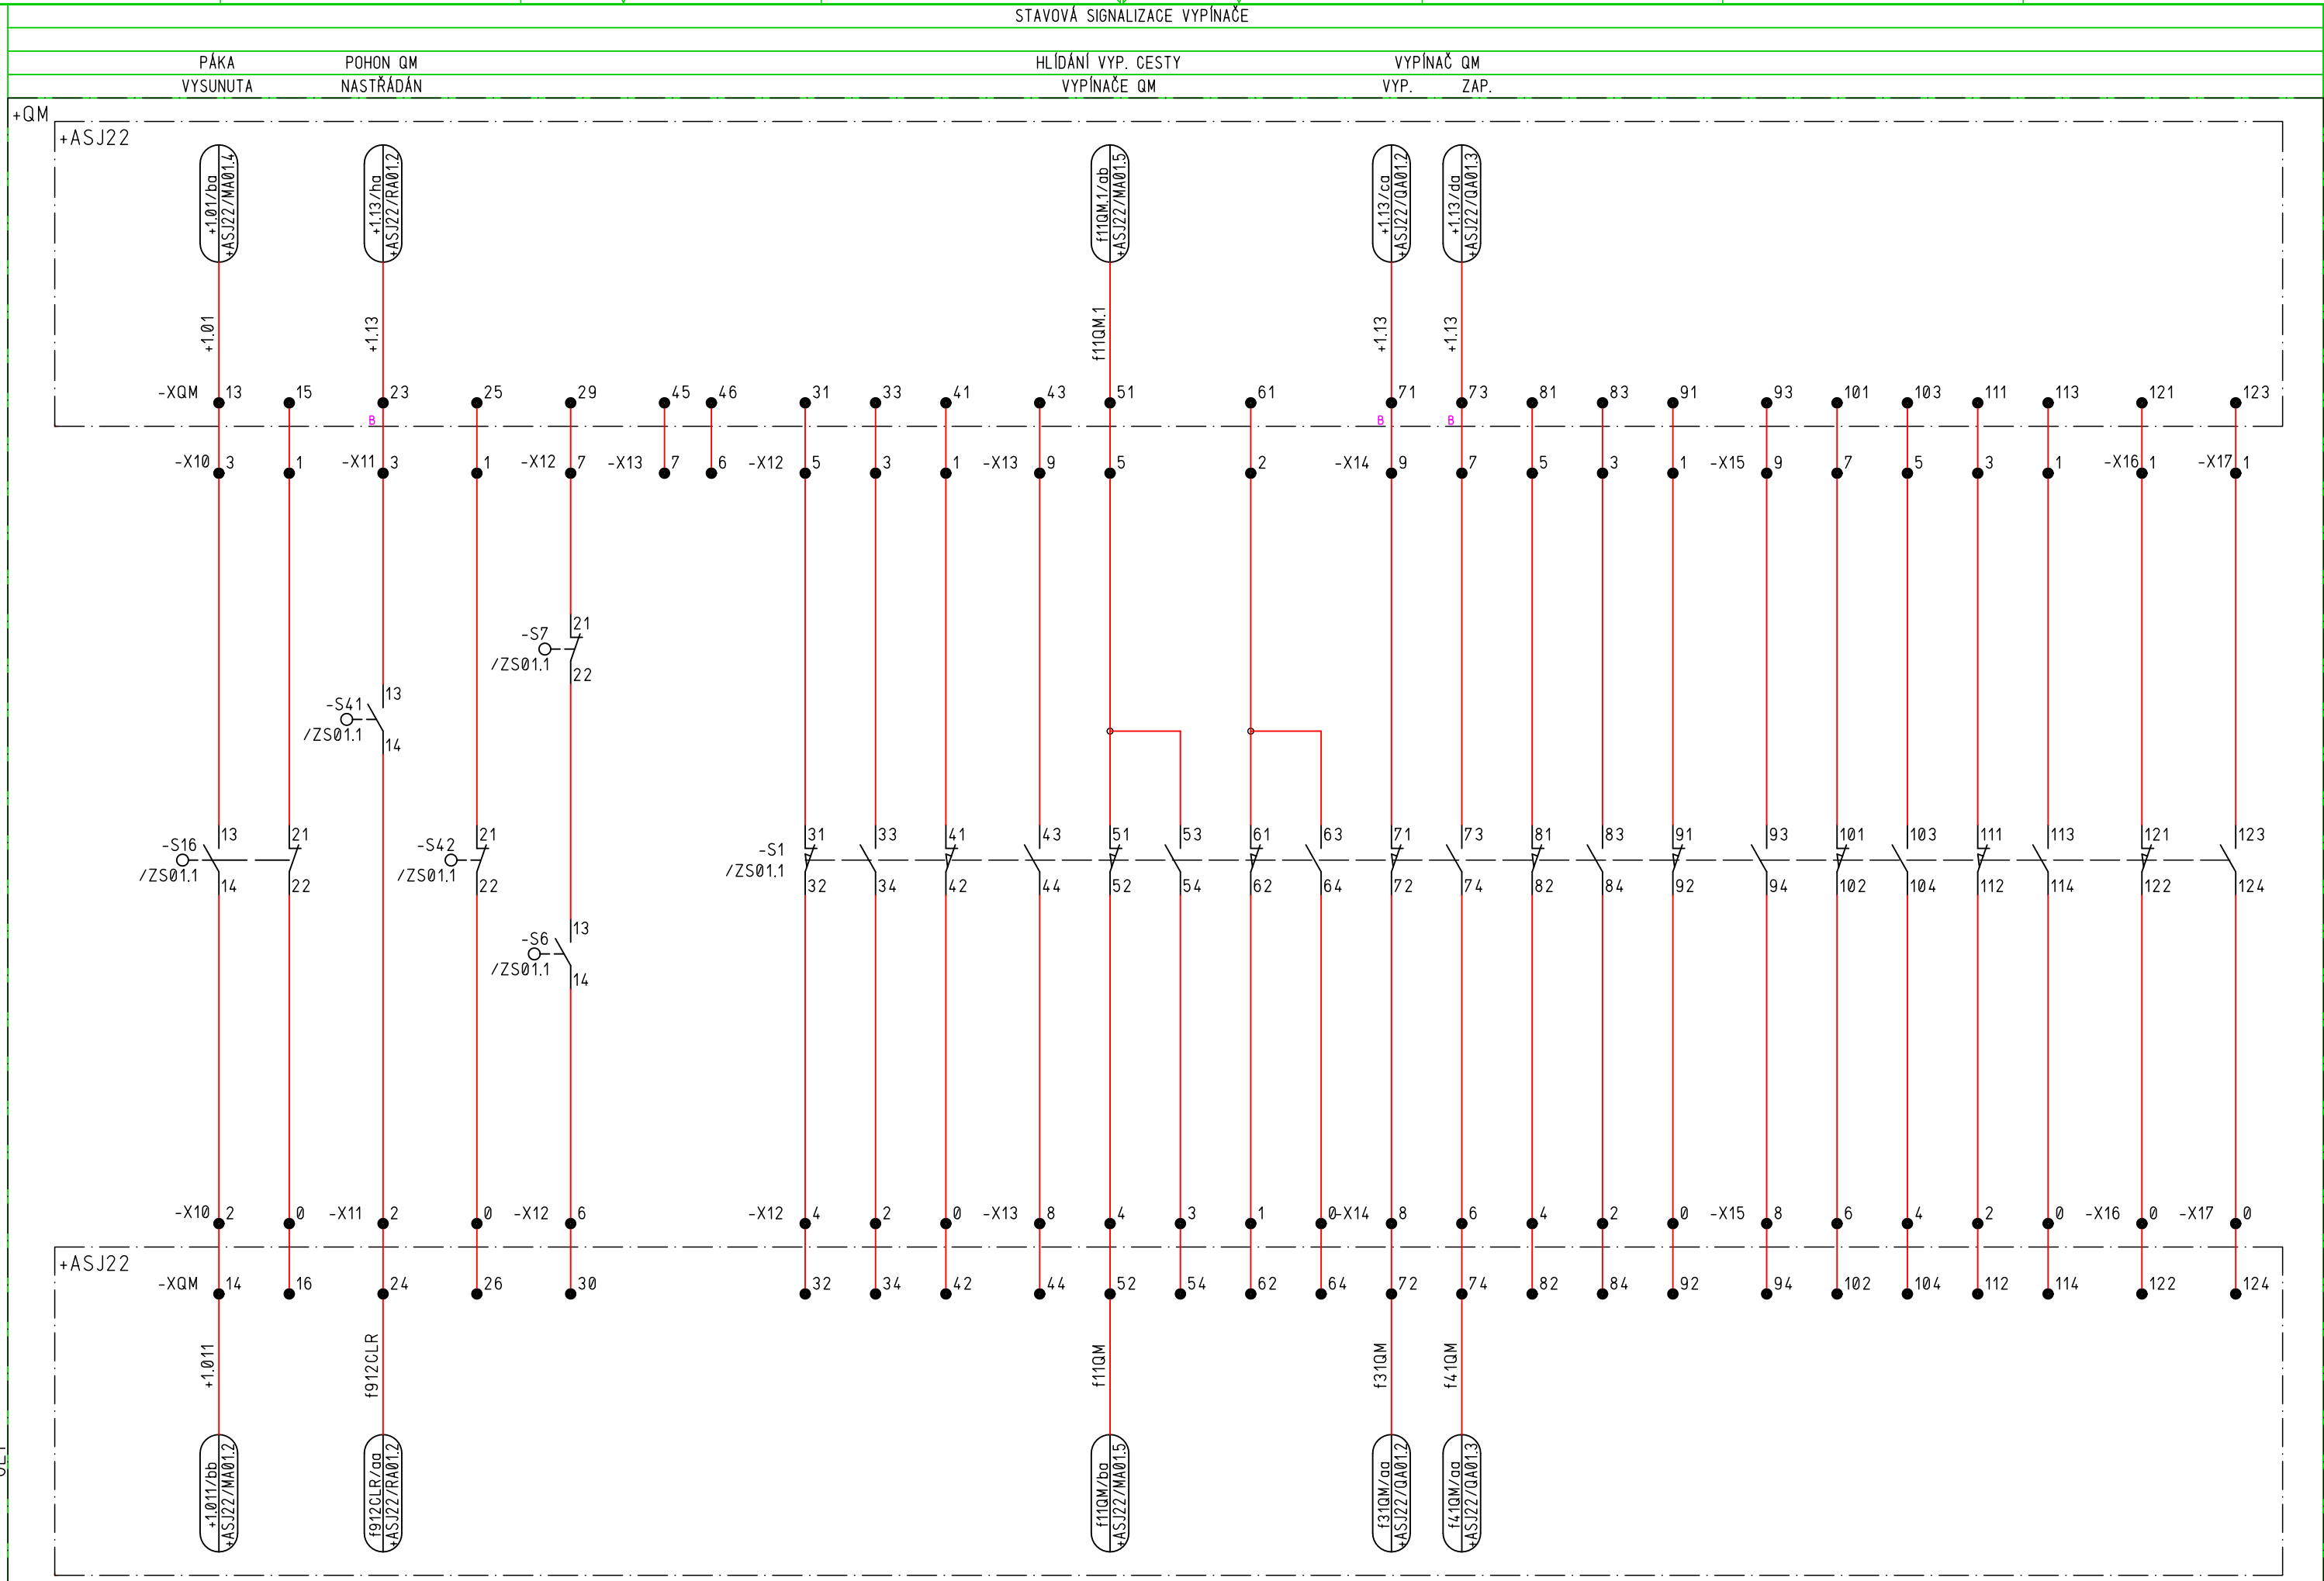 STAVOVÁ SIGNALIZACE VYPÍNAČE
PÁKA POHON QM HLÍDÁNÍ VYP. CESTY VYPÍNAČ QM
VYSUNUTA NASTŘÁDÁN VYPÍNAČE QM VYP. ZAP.
+QM
+ASJ22
+1.01/ba
+ASJ22/MA01.4
+1.13/ha
+ASJ22/RA01.2
f11QM.1/ab
+ASJ22/MA01.5
+1.13/ca
+ASJ22/QA01.2
+1.13/da
+ASJ22/QA01.3
+1.01 +1.13 f11QM.1 +1.13 +1.13
-XQM 13 15 23 25 29 45 46 31 33 41 43 51 61 71 73 81 83 91 93 101 103 111 113 121 123
B B B
-X10 3 1 -X11 3 1 -X12 7 -X13 7 6 -X12 5 3 1 -X13 9 5 2 -X14 9 7 5 3 1 -X15 9 7 5 3 1 -X16 1 -X17 1
-S7 21
/ZS01.1 22
-S41 13
/ZS01.1 14
-S16 13 21 -S42 21 -S1 31 33 41 43 51 53 61 63 71 73 81 83 91 93 101 103 111 113 121 123
/ZS01.1 14 22 /ZS01.1 22 /ZS01.1 32 34 42 44 52 54 62 64 72 74 82 84 92 94 102 104 112 114 122 124
-S6 13
/ZS01.1 14
-X10 2 0 -X11 2 0 -X12 6 -X12 4 2 0 -X13 8 4 3 1 0 -X14 8 6 4 2 0 -X15 8 6 4 2 0 -X16 0 -X17 0
+ASJ22
-XQM 14 16 24 26 30 32 34 42 44 52 54 62 64 72 74 82 84 92 94 102 104 112 114 122 124
+1.011 f912CLR f11QM f31QM f41QM
+1.011/bb
+ASJ22/MA01.2
f912CLR/aa
+ASJ22/RA01.2
f11QM/ba
+ASJ22/MA01.5
f31QM/aa
+ASJ22/QA01.2
f41QM/aa
+ASJ22/QA01.3